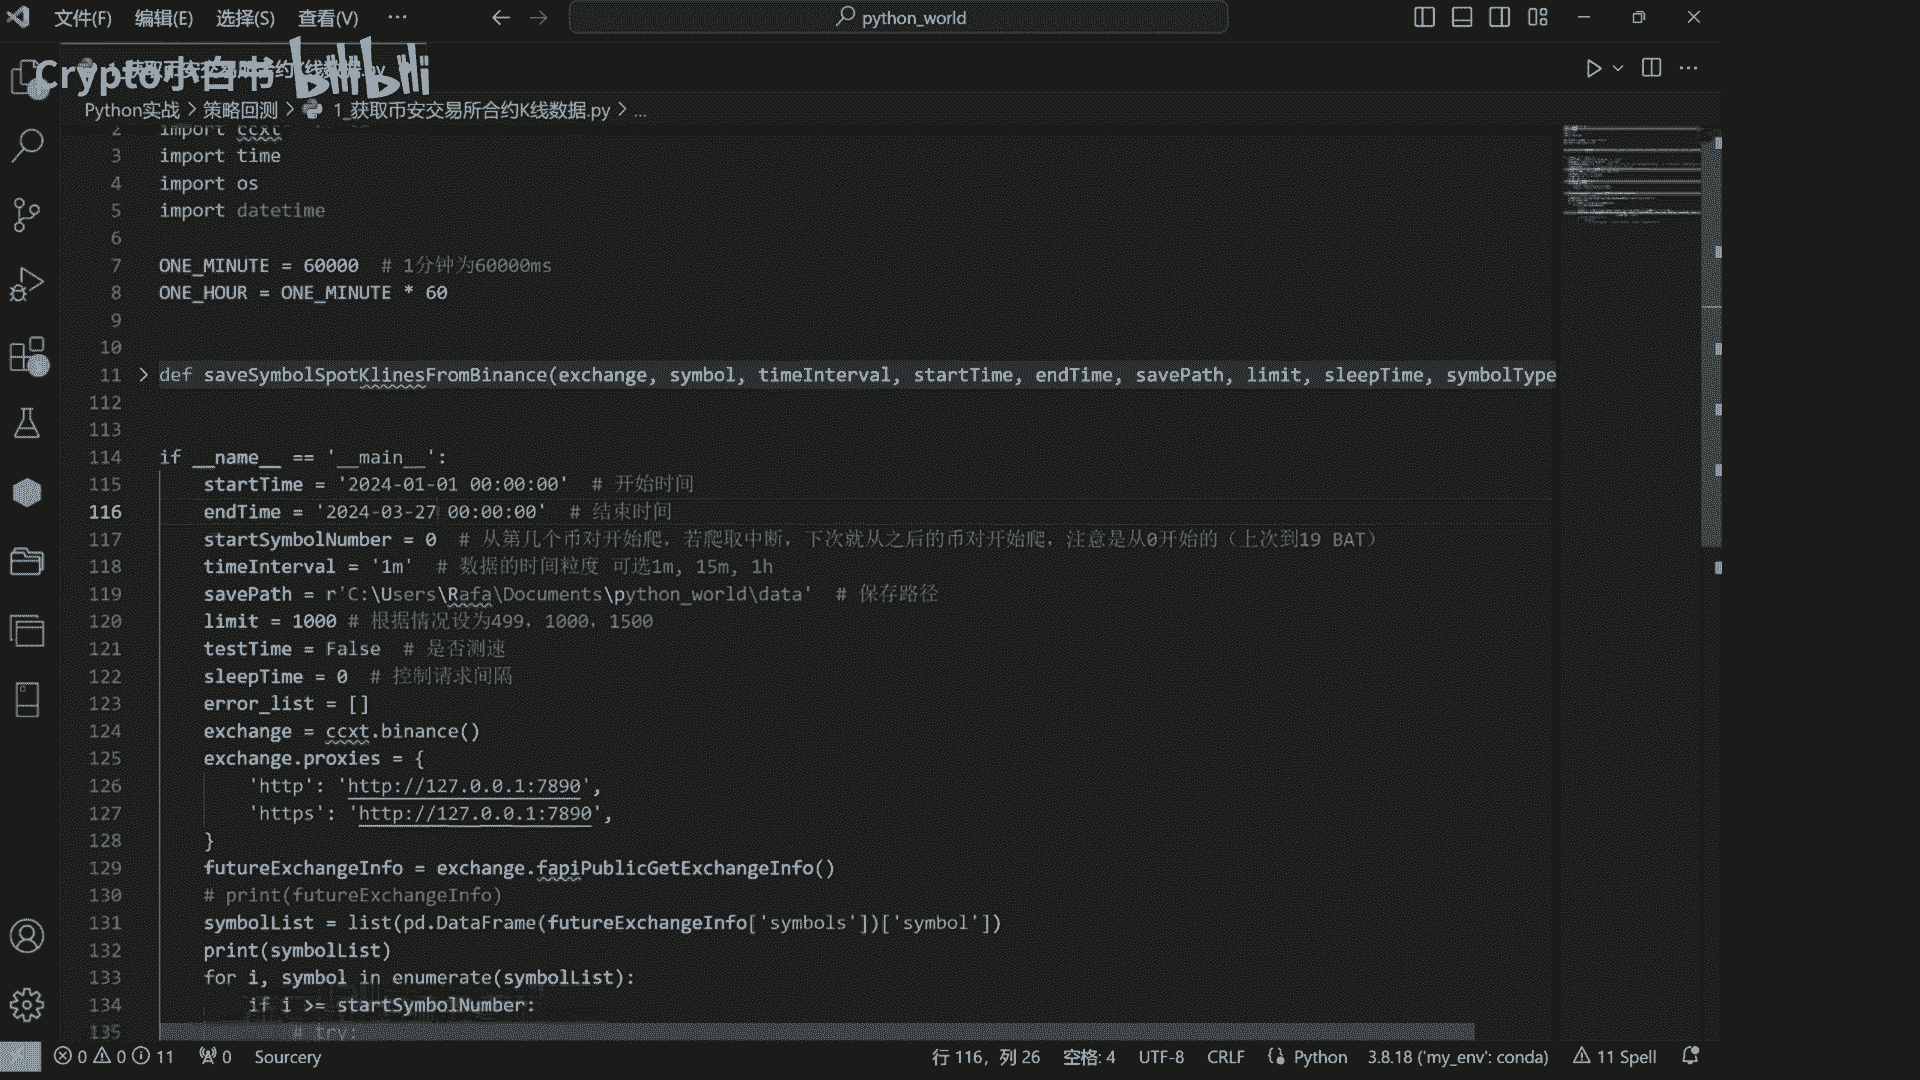 文件(F) 编辑(E) 选择(S) 查看(V) ··· python_world
Crypto小白书 bilibili
Python实战 > 策略回测 > 1_获取币安交易所合约K线数据.py > ...
2 import ccxt
3 import time
4 import os
5 import datetime
6
7 ONE_MINUTE = 60000  # 1分钟为60000ms
8 ONE_HOUR = ONE_MINUTE * 60
9
10
11 def saveSymbolSpotKlinesFromBinance(exchange, symbol, timeInterval, startTime, endTime, savePath, limit, sleepTime, symbolType
112
113
114 if __name__ == '__main__':
115     startTime = '2024-01-01 00:00:00'  # 开始时间
116     endTime = '2024-03-27 00:00:00'  # 结束时间
117     startSymbolNumber = 0  # 从第几个币对开始爬，若爬取中断，下次就从之后的币对开始爬，注意是从0开始的（上次到19 BAT）
118     timeInterval = '1m'  # 数据的时间粒度 可选1m, 15m, 1h
119     savePath = r'C:\Users\Rafa\Documents\python_world\data'  # 保存路径
120     limit = 1000 # 根据情况设为499，1000，1500
121     testTime = False  # 是否测速
122     sleepTime = 0  # 控制请求间隔
123     error_list = []
124     exchange = ccxt.binance()
125     exchange.proxies = {
126         'http': 'http://127.0.0.1:7890',
127         'https': 'http://127.0.0.1:7890',
128     }
129     futureExchangeInfo = exchange.fapiPublicGetExchangeInfo()
130     # print(futureExchangeInfo)
131     symbolList = list(pd.DataFrame(futureExchangeInfo['symbols'])['symbol'])
132     print(symbolList)
133     for i, symbol in enumerate(symbolList):
134         if i >= startSymbolNumber:
135             # try:
0 0 11 0 Sourcery 行 116，列 26 空格: 4 UTF-8 CRLF Python 3.8.18 ('my_env': conda) 11 Spell